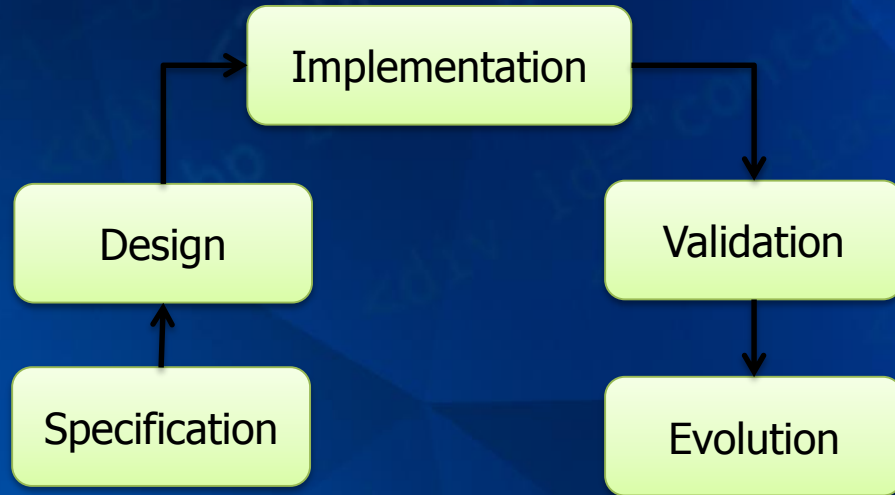 Implementation
Design
Validation
Specification
Evolution